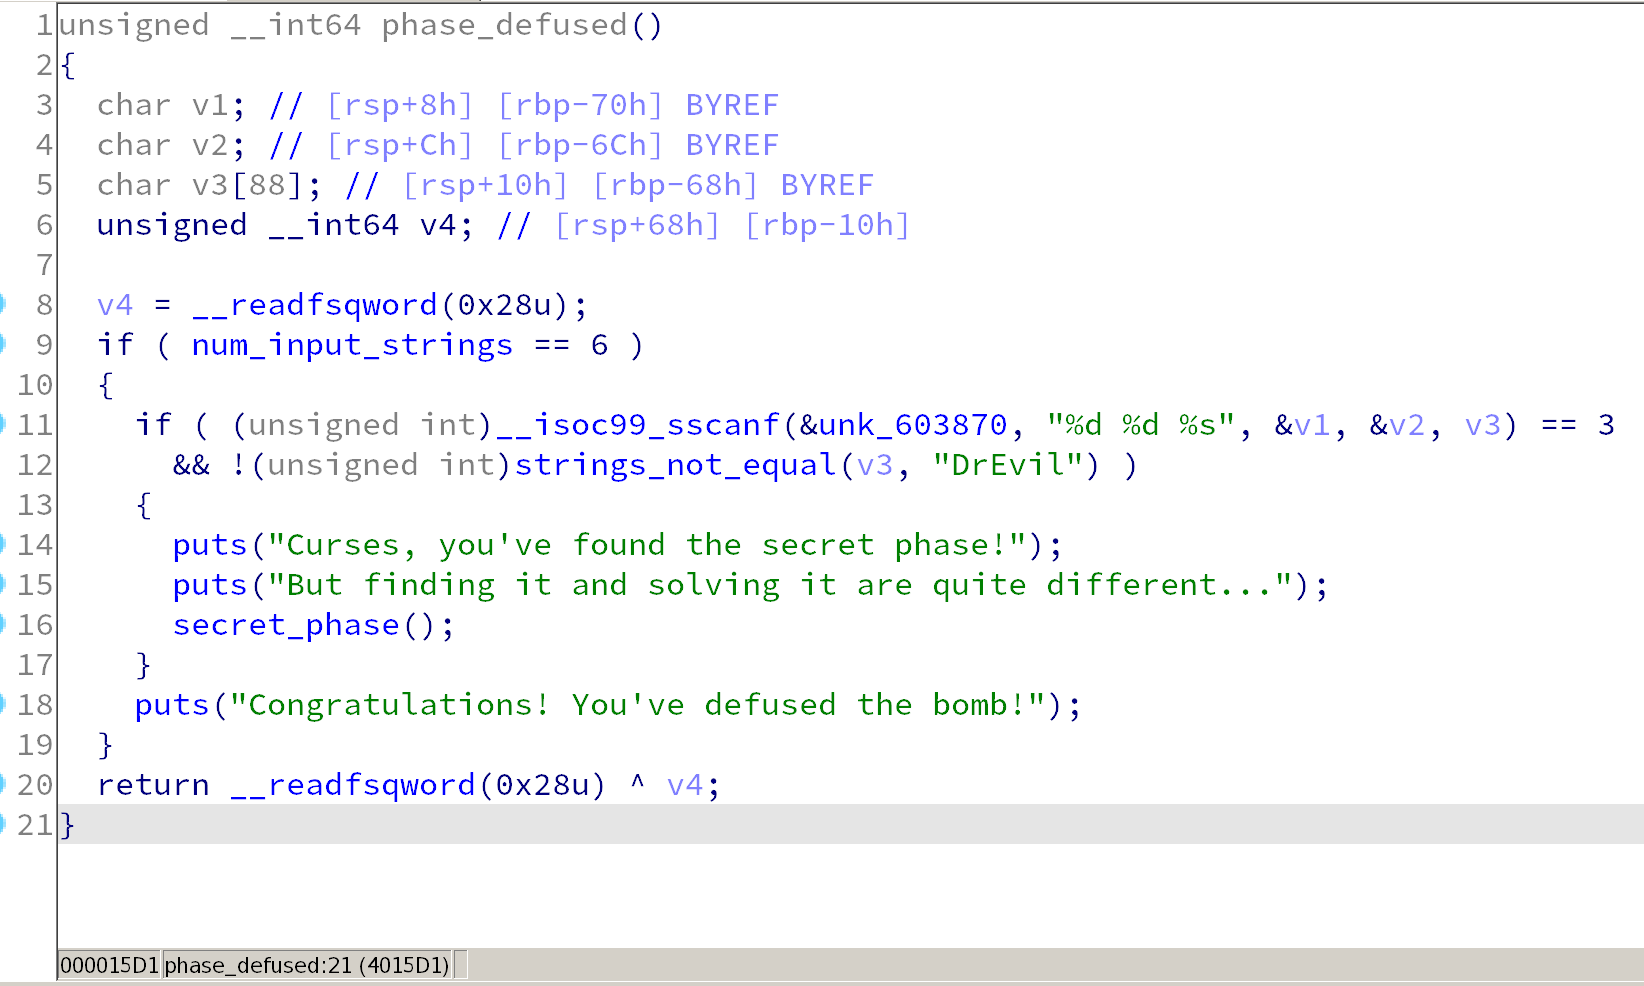 1 unsigned __int64 phase_defused()
2 {
3   char v1; // [rsp+8h] [rbp-70h] BYREF
4   char v2; // [rsp+Ch] [rbp-6Ch] BYREF
5   char v3[88]; // [rsp+10h] [rbp-68h] BYREF
6   unsigned __int64 v4; // [rsp+68h] [rbp-10h]
7
8   v4 = __readfsqword(0x28u);
9   if ( num_input_strings == 6 )
10   {
11     if ( (unsigned int)__isoc99_sscanf(&unk_603870, "%d %d %s", &v1, &v2, v3) == 3
12       && !(unsigned int)strings_not_equal(v3, "DrEvil") )
13     {
14       puts("Curses, you've found the secret phase!");
15       puts("But finding it and solving it are quite different...");
16       secret_phase();
17     }
18     puts("Congratulations! You've defused the bomb!");
19   }
20   return __readfsqword(0x28u) ^ v4;
21 }
000015D1 phase_defused:21 (4015D1)